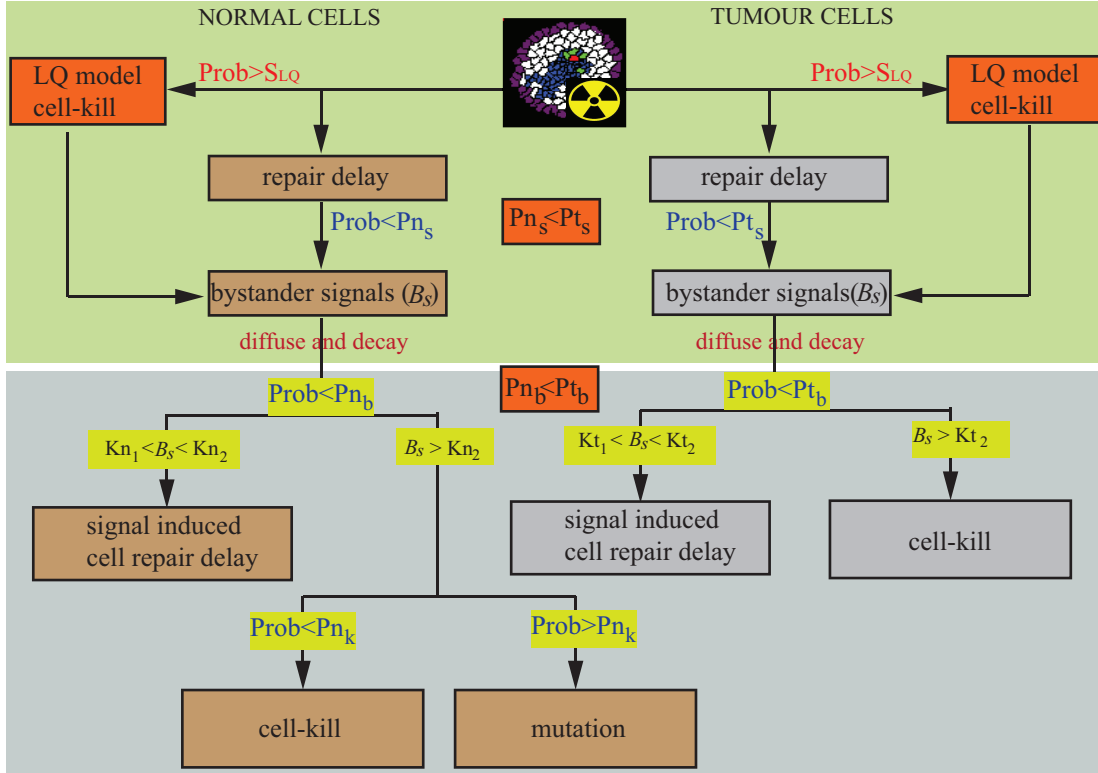 NORMAL CELLS
TUMOUR CELLS
LQ model
cell-kill
Prob>SLQ
Prob>SLQ
LQ model
cell-kill
repair delay
repair delay
Prob<Pns
Pns<Pts
Prob<Pts
bystander signals (Bs)
bystander signals(Bs)
diffuse and decay
diffuse and decay
Prob<Pnb
Pnb<Ptb
Prob<Ptb
Kn1<Bs<Kn2
Bs > Kn2
Kt1< Bs< Kt2
Bs > Kt 2
signal induced
cell repair delay
signal induced
cell repair delay
cell-kill
Prob<Pnk
Prob>Pnk
cell-kill
mutation